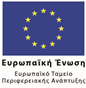 Ευρωπαϊκή Ένωση
Ευρωπαϊκό Ταμείο
Περιφερειακής Ανάπτυξης